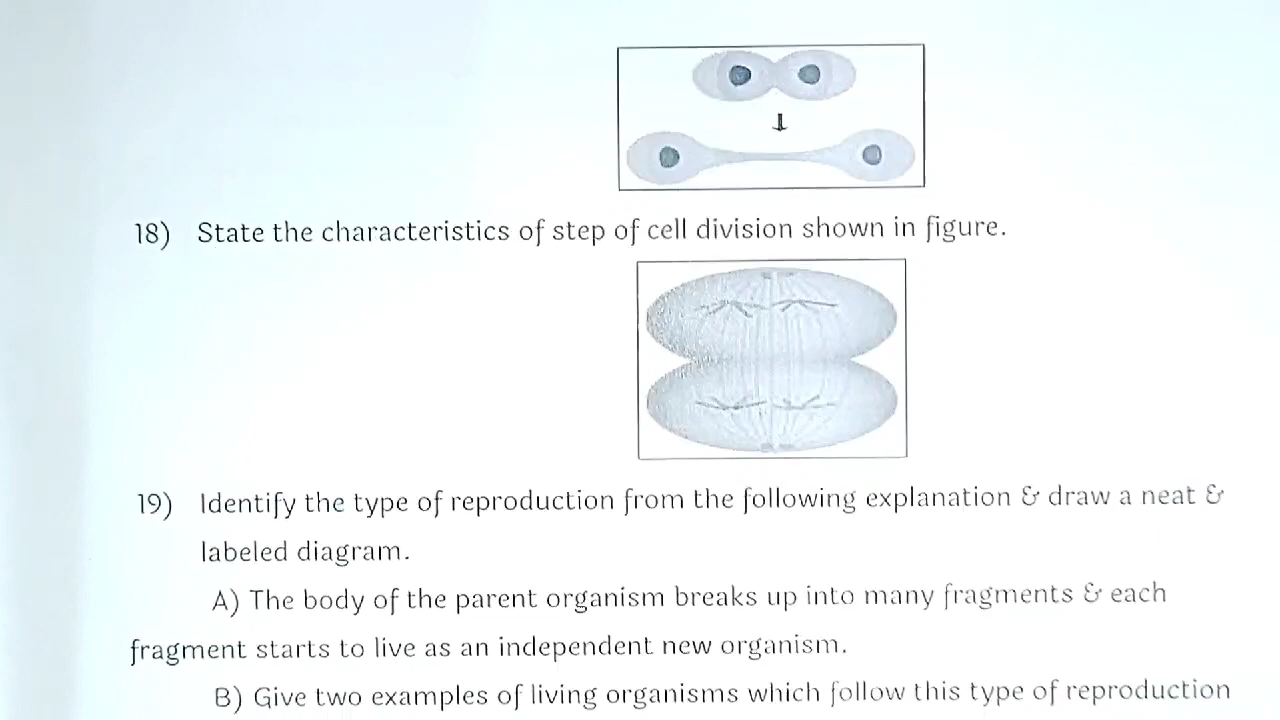 18) State the characteristics of step of cell division shown in figure.
19) Identify the type of reproduction from the following explanation & draw a neat &
labeled diagram.
A) The body of the parent organism breaks up into many fragments & each
fragment starts to live as an independent new organism.
B) Give two examples of living organisms which follow this type of reproduction